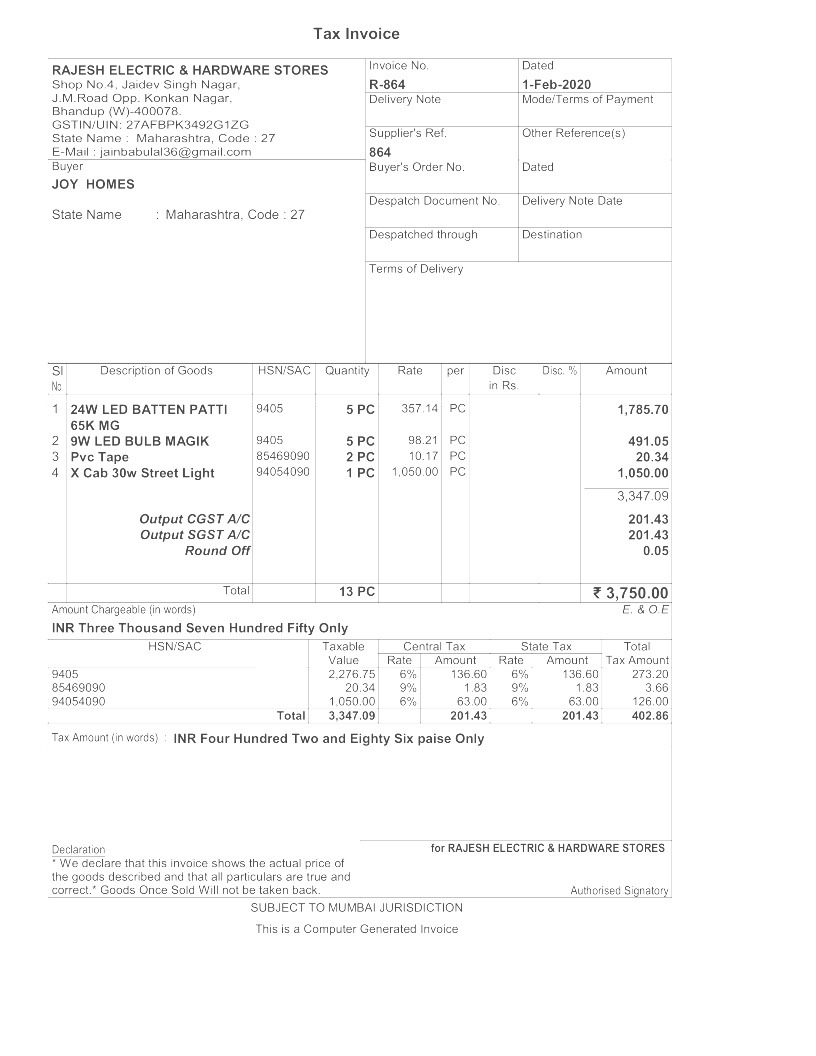 Tax Invoice
RAJESH ELECTRIC & HARDWARE STORES
Shop No.4, Jaidev Singh Nagar,
J.M.Road Opp. Konkan Nagar,
Bhandup (W)-400078.
GSTIN/UIN: 27AFBPK3492G1ZG
State Name : Maharashtra, Code : 27
E-Mail : jainbabulal36@gmail.com
Invoice No. Dated
R-864 1-Feb-2020
Delivery Note Mode/Terms of Payment
Supplier's Ref. Other Reference(s)
864
Buyer
JOY HOMES
State Name : Maharashtra, Code : 27
Buyer's Order No. Dated
Despatch Document No. Delivery Note Date
Despatched through Destination
Terms of Delivery
Sl Description of Goods HSN/SAC Quantity Rate per Disc Disc. % Amount
No. in Rs.
1 24W LED BATTEN PATTI 9405 5 PC 357.14 PC 1,785.70
65K MG
2 9W LED BULB MAGIK 9405 5 PC 98.21 PC 491.05
3 Pvc Tape 85469090 2 PC 10.17 PC 20.34
4 X Cab 30w Street Light 94054090 1 PC 1,050.00 PC 1,050.00
3,347.09
Output CGST A/C 201.43
Output SGST A/C 201.43
Round Off 0.05
Total 13 PC ₹ 3,750.00
Amount Chargeable (in words) E. & O.E
INR Three Thousand Seven Hundred Fifty Only
HSN/SAC Taxable Central Tax State Tax Total
Value Rate Amount Rate Amount Tax Amount
9405 2,276.75 6% 136.60 6% 136.60 273.20
85469090 20.34 9% 1.83 9% 1.83 3.66
94054090 1,050.00 6% 63.00 6% 63.00 126.00
Total 3,347.09 201.43 201.43 402.86
Tax Amount (in words) : INR Four Hundred Two and Eighty Six paise Only
Declaration
* We declare that this invoice shows the actual price of
the goods described and that all particulars are true and
correct.* Goods Once Sold Will not be taken back.
for RAJESH ELECTRIC & HARDWARE STORES
Authorised Signatory
SUBJECT TO MUMBAI JURISDICTION
This is a Computer Generated Invoice